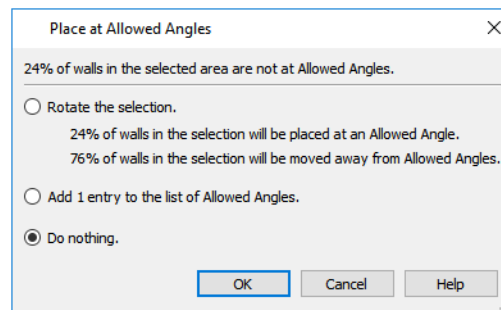 Place at Allowed Angles
24% of walls in the selected area are not at Allowed Angles.
Rotate the selection.
24% of walls in the selection will be placed at an Allowed Angle.
76% of walls in the selection will be moved away from Allowed Angles.
Add 1 entry to the list of Allowed Angles.
Do nothing.
OK Cancel Help